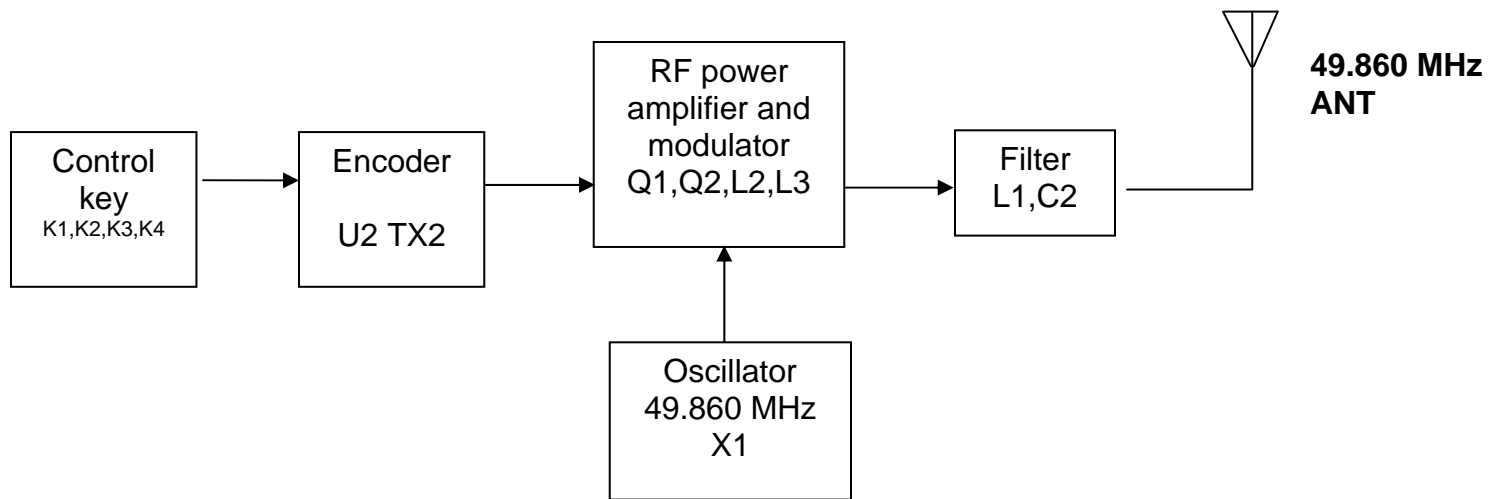 Control
key
K1,K2,K3,K4
Encoder
U2 TX2
RF power
amplifier and
modulator
Q1,Q2,L2,L3
Oscillator
49.860 MHz
X1
Filter
L1,C2
49.860 MHz
ANT